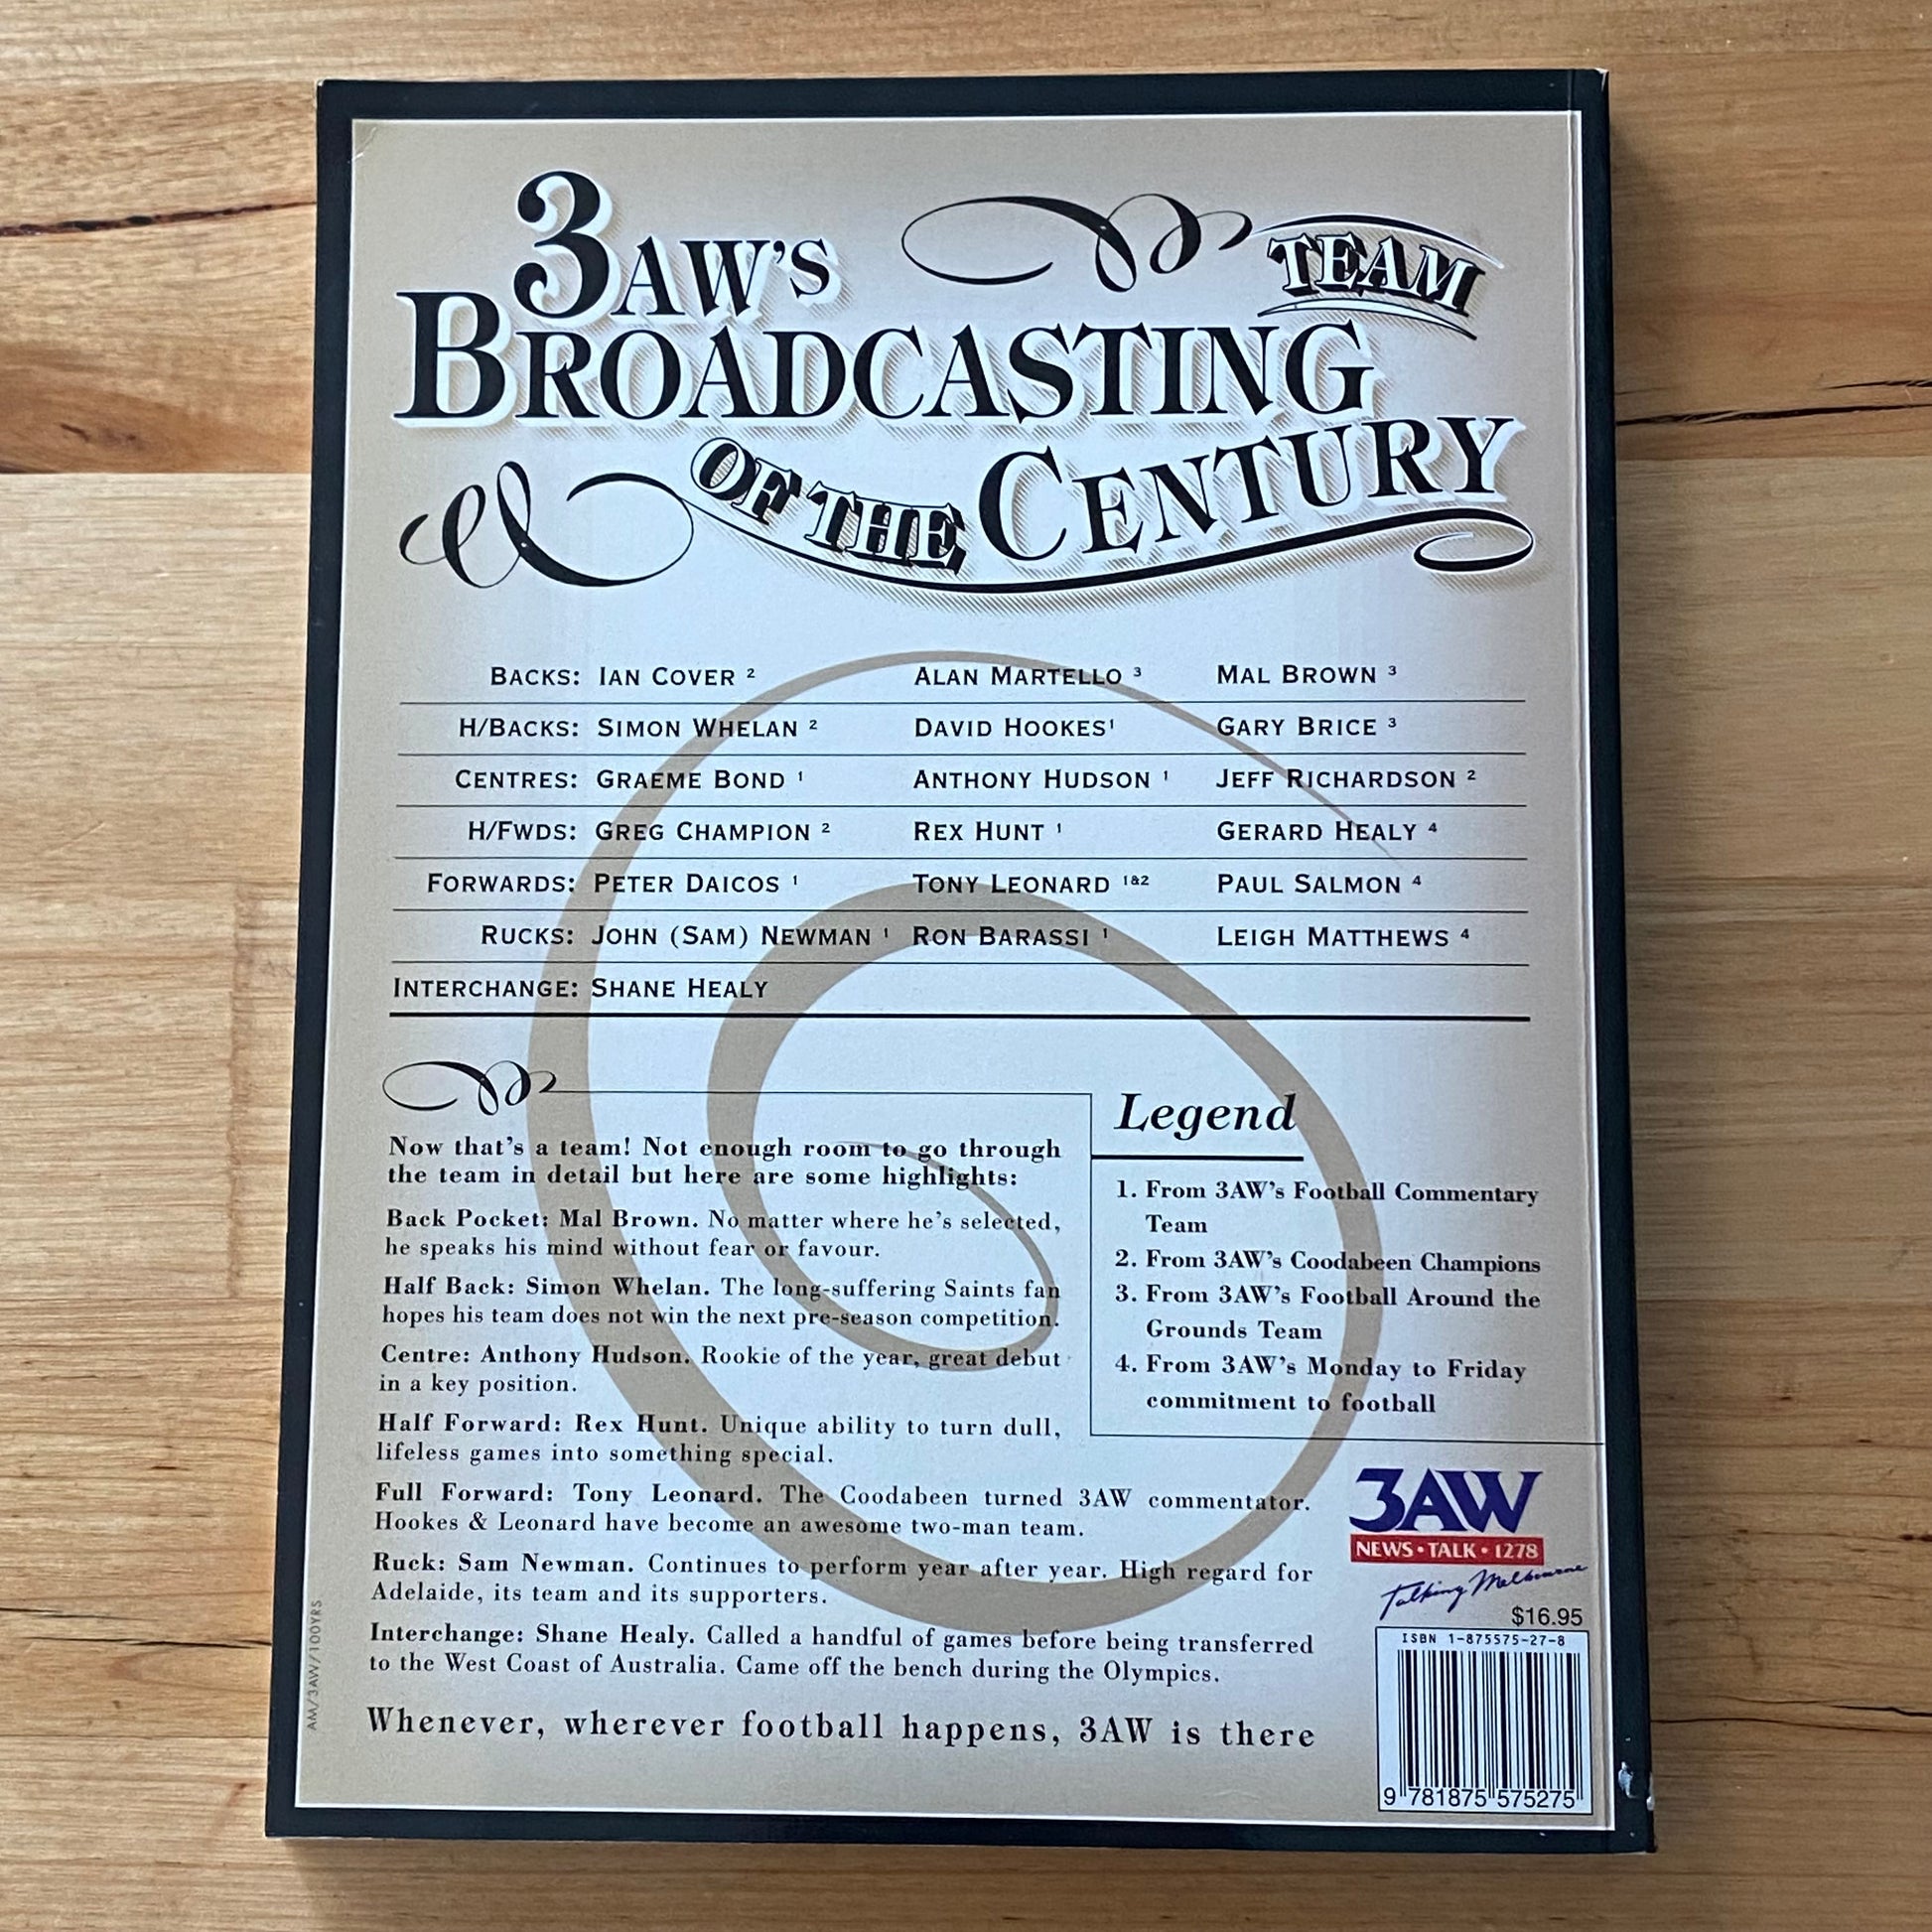 3AW'S
TEAM
BROADCASTING
OF THE CENTURY
BACKS: IAN COVER ² ALAN MARTELLO ³ MAL BROWN ³
H/BACKS: SIMON WHELAN ² DAVID HOOKES¹ GARY BRICE ³
CENTRES: GRAEME BOND ¹ ANTHONY HUDSON ¹ JEFF RICHARDSON ²
H/FWDS: GREG CHAMPION ² REX HUNT ¹ GERARD HEALY ⁴
FORWARDS: PETER DAICOS ¹ TONY LEONARD ¹&² PAUL SALMON ⁴
RUCKS: JOHN (SAM) NEWMAN ¹ RON BARASSI ¹ LEIGH MATTHEWS ⁴
INTERCHANGE: SHANE HEALY
Now that's a team! Not enough room to go through
the team in detail but here are some highlights:
Back Pocket: Mal Brown. No matter where he's selected,
he speaks his mind without fear or favour.
Half Back: Simon Whelan. The long-suffering Saints fan
hopes his team does not win the next pre-season competition.
Centre: Anthony Hudson. Rookie of the year, great debut
in a key position.
Half Forward: Rex Hunt. Unique ability to turn dull,
lifeless games into something special.
Full Forward: Tony Leonard. The Coodabeen turned 3AW commentator.
Hookes & Leonard have become an awesome two-man team.
Ruck: Sam Newman. Continues to perform year after year. High regard for
Adelaide, its team and its supporters.
Interchange: Shane Healy. Called a handful of games before being transferred
to the West Coast of Australia. Came off the bench during the Olympics.
Whenever, wherever football happens, 3AW is there
Legend
1. From 3AW's Football Commentary
Team
2. From 3AW's Coodabeen Champions
3. From 3AW's Football Around the
Grounds Team
4. From 3AW's Monday to Friday
commitment to football
3AW
NEWS • TALK • 1278
Talking Melbourne
$16.95
ISBN 1-875575-27-8
9 781875 575275
AM/3AW/100YRS